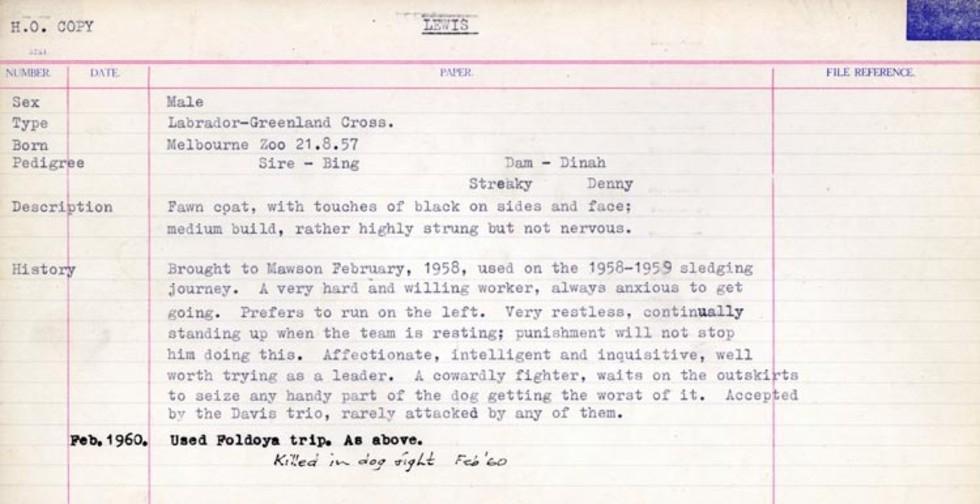 H.O. COPY
LEWIS
NUMBER. DATE. PAPER. FILE REFERENCE.
Sex Male
Type Labrador-Greenland Cross.
Born Melbourne Zoo 21.8.57
Pedigree Sire - Bing Dam - Dinah
Streaky Denny
Description Fawn coat, with touches of black on sides and face;
medium build, rather highly strung but not nervous.
History Brought to Mawson February, 1958, used on the 1958-1959 sledging
journey. A very hard and willing worker, always anxious to get
going. Prefers to run on the left. Very restless, continually
standing up when the team is resting; punishment will not stop
him doing this. Affectionate, intelligent and inquisitive, well
worth trying as a leader. A cowardly fighter, waits on the outskirts
to seize any handy part of the dog getting the worst of it. Accepted
by the Davis trio, rarely attacked by any of them.
Feb. 1960. Used Foldoya trip. As above.
Killed in dog fight Feb '60